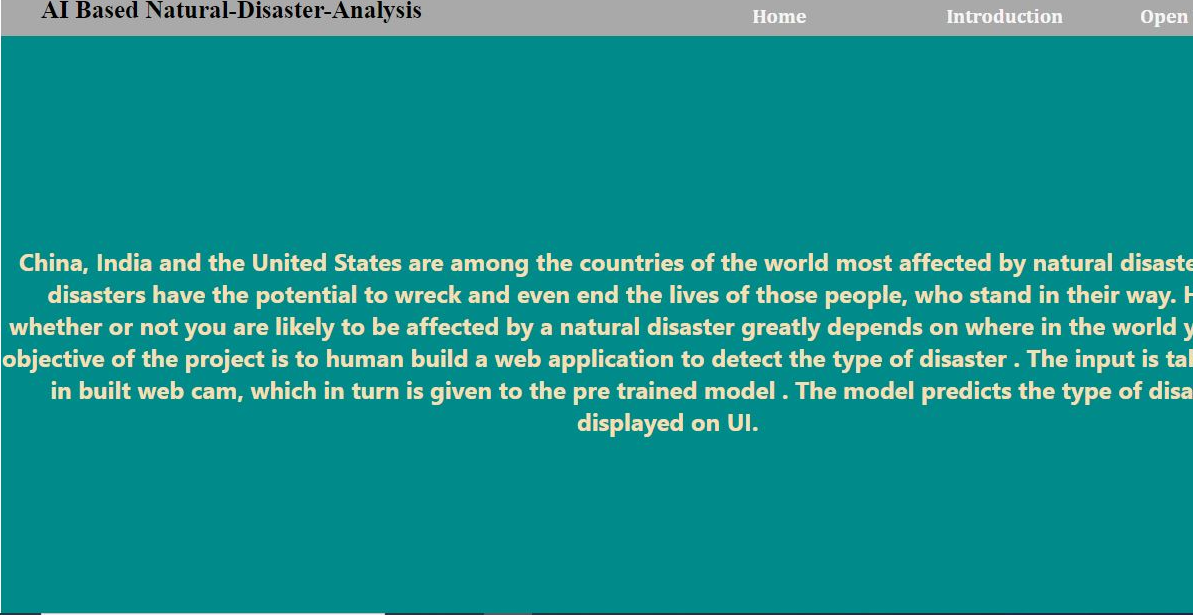 AI Based Natural-Disaster-Analysis
Home Introduction Open
China, India and the United States are among the countries of the world most affected by natural disaste
disasters have the potential to wreck and even end the lives of those people, who stand in their way. H
whether or not you are likely to be affected by a natural disaster greatly depends on where in the world y
objective of the project is to human build a web application to detect the type of disaster . The input is tal
in built web cam, which in turn is given to the pre trained model . The model predicts the type of disa
displayed on UI.